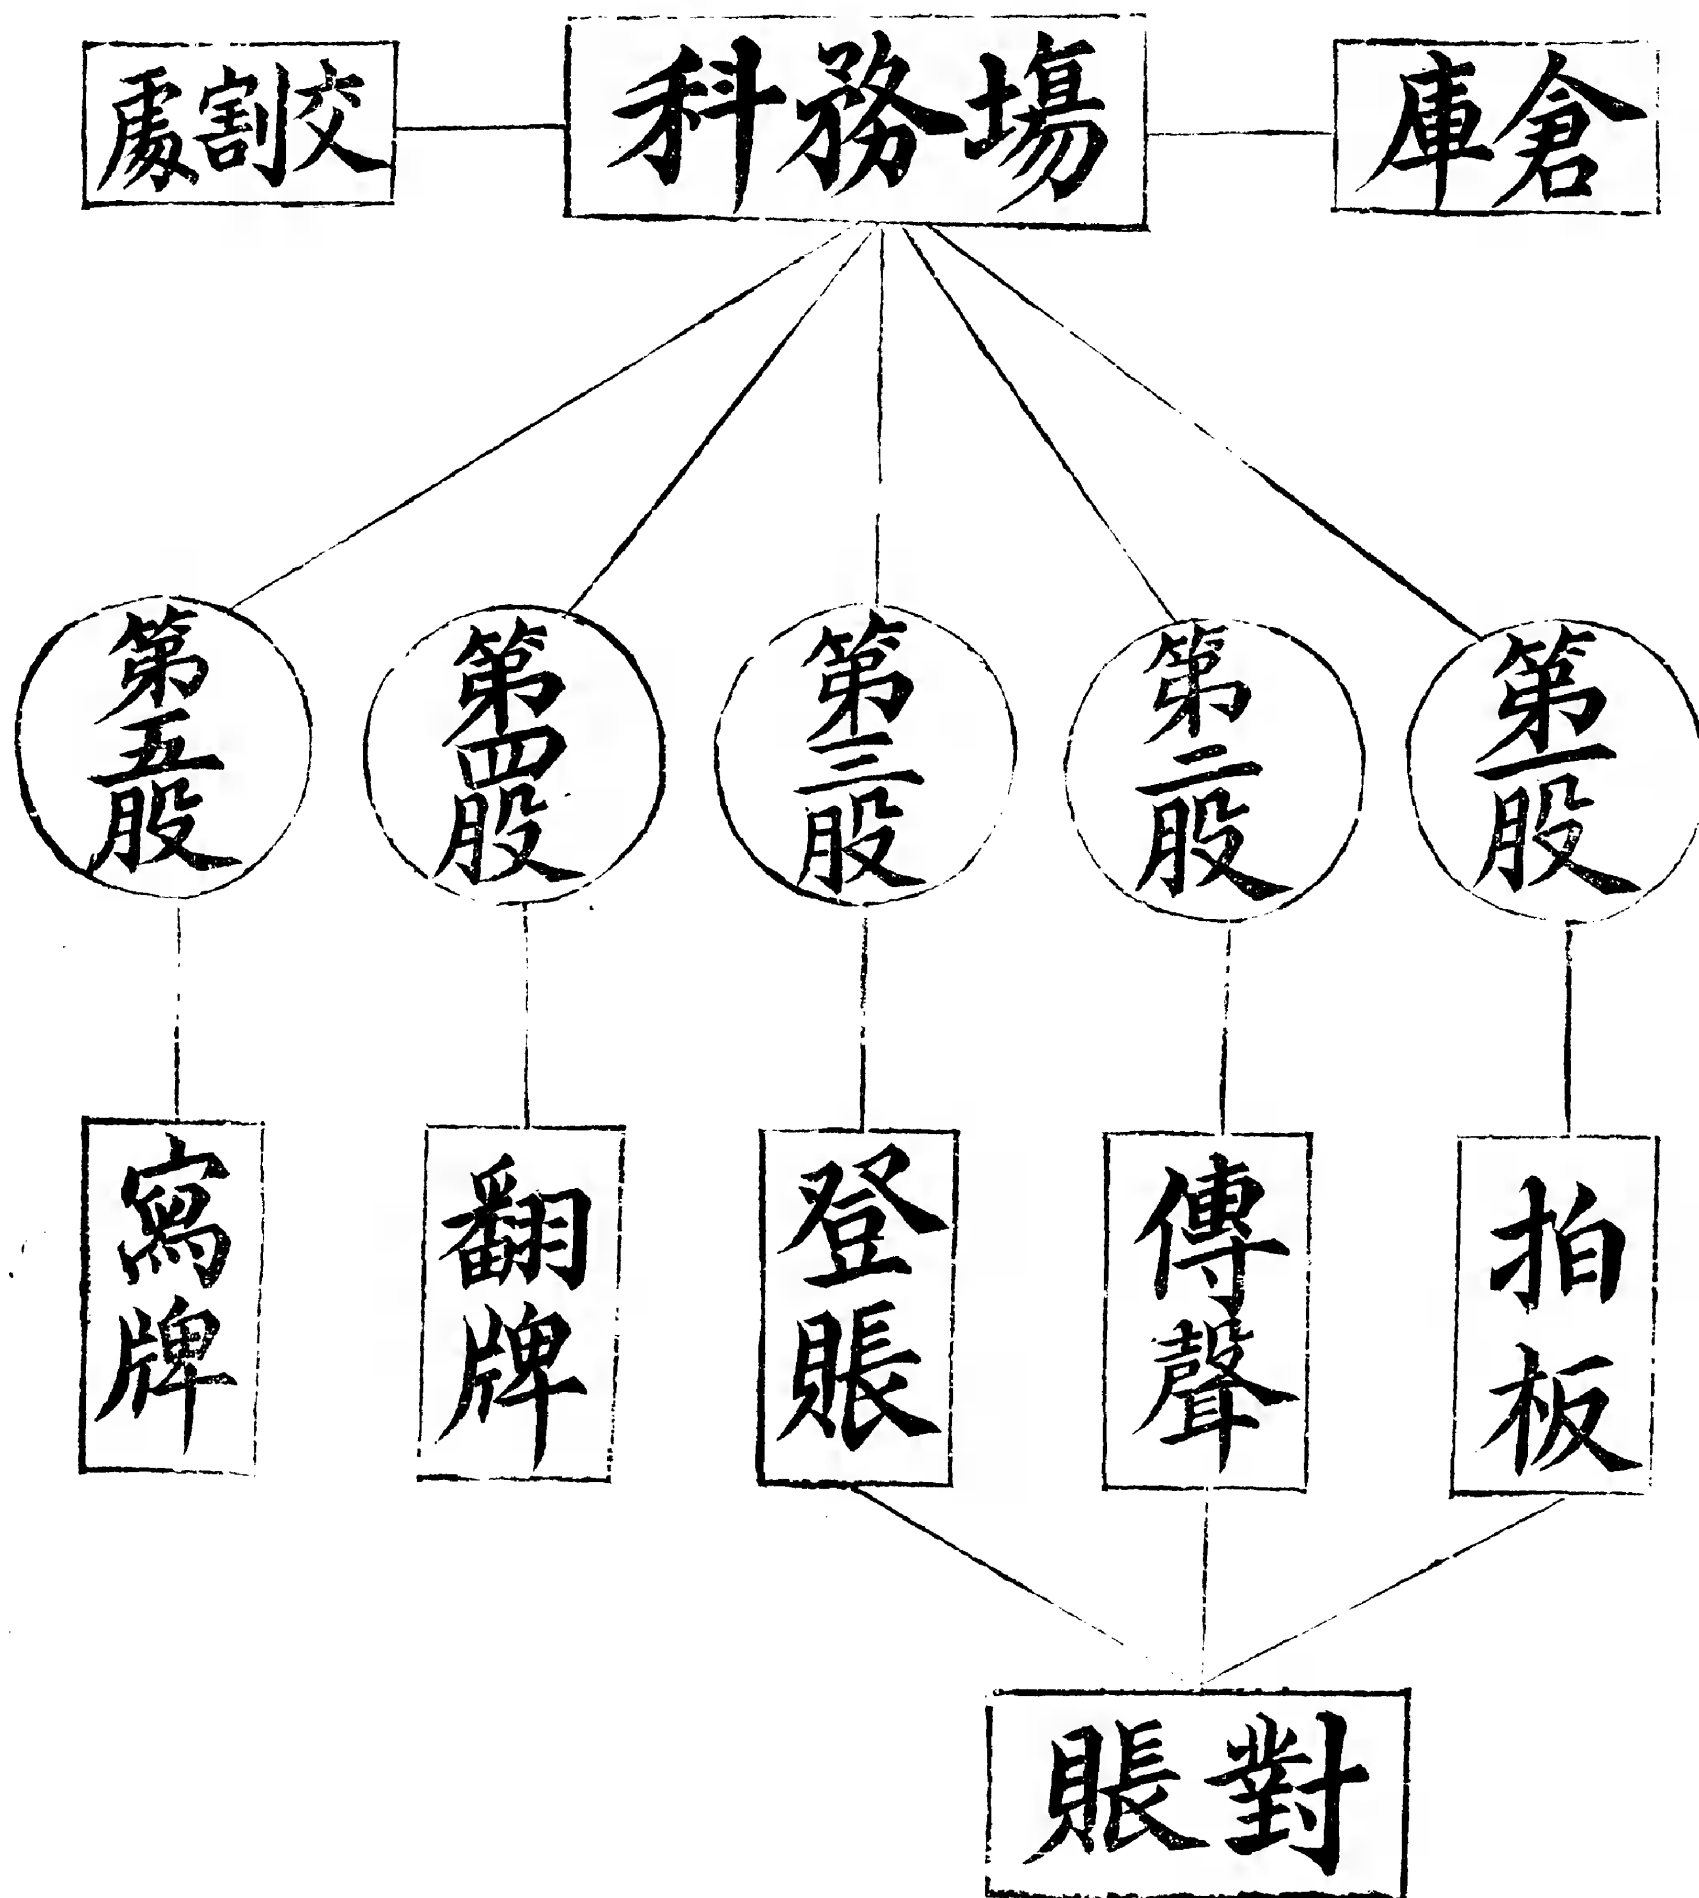 倉庫
場務科
交割處
第一股
第二股
第三股
第四股
第五股
拍板
傳聲
登賬
翻牌
寫牌
對賬